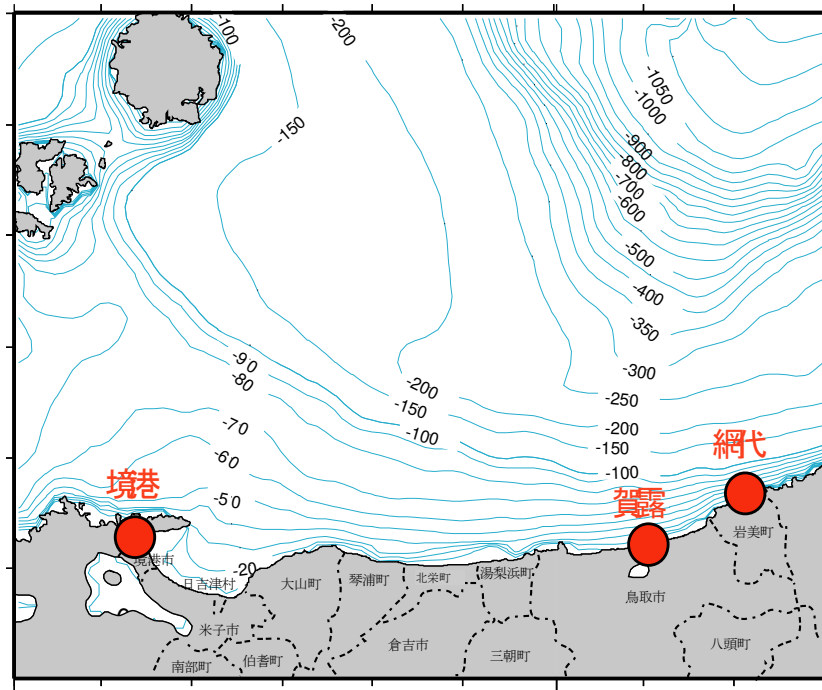 -100
-200
-150
-1050
-1000
-900
-800
-700
-600
-500
-400
-350
-300
-250
-200
-150
-100
-200
-150
-100
-90
-80
-70
-60
-50
-20
網代
境港
賀露
岩美町
境港市
日吉津村
大山町
琴浦町
北栄町
湯梨浜町
鳥取市
米子市
倉吉市
三朝町
八頭町
南部町
伯耆町